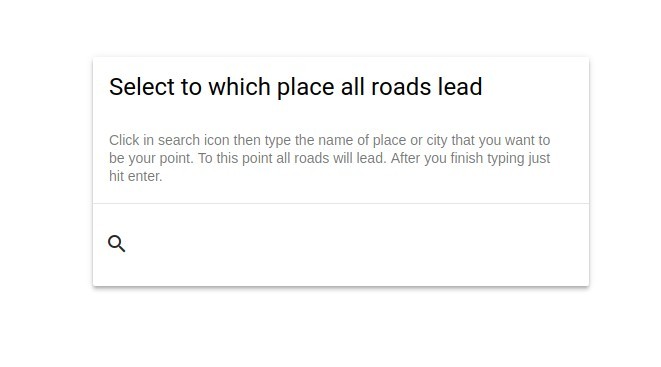 Select to which place all roads lead
Click in search icon then type the name of place or city that you want to
be your point. To this point all roads will lead. After you finish typing just
hit enter.